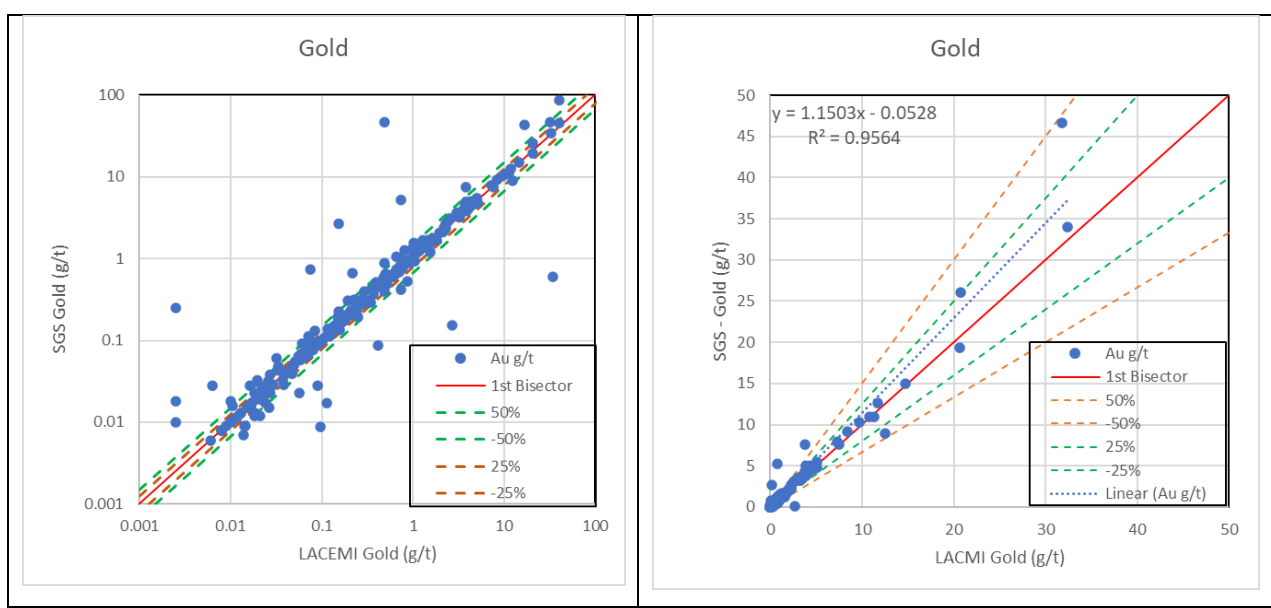 Gold
100
10
1
0.1
0.01
0.001
0.001
0.01
0.1
1
10
100
SGS Gold (g/t)
LACEMI Gold (g/t)
Au g/t
1st Bisector
50%
-50%
25%
-25%
Gold
y = 1.1503x - 0.0528
R² = 0.9564
50
45
40
35
30
25
20
15
10
5
0
0
10
20
30
40
50
SGS - Gold (g/t)
LACMI Gold (g/t)
Au g/t
1st Bisector
50%
-50%
25%
-25%
Linear (Au g/t)